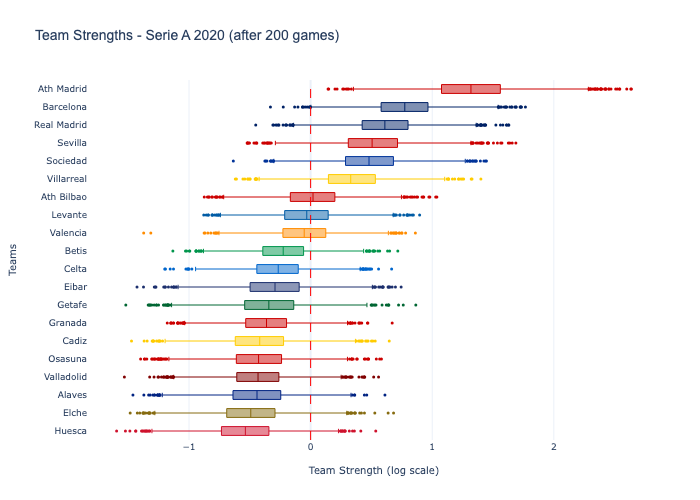 Team Strengths - Serie A 2020 (after 200 games)
Ath Madrid
Barcelona
Real Madrid
Sevilla
Sociedad
Villarreal
Ath Bilbao
Levante
Valencia
Betis
Celta
Eibar
Getafe
Granada
Cadiz
Osasuna
Valladolid
Alaves
Elche
Huesca
Teams
−1 0 1 2
Team Strength (log scale)